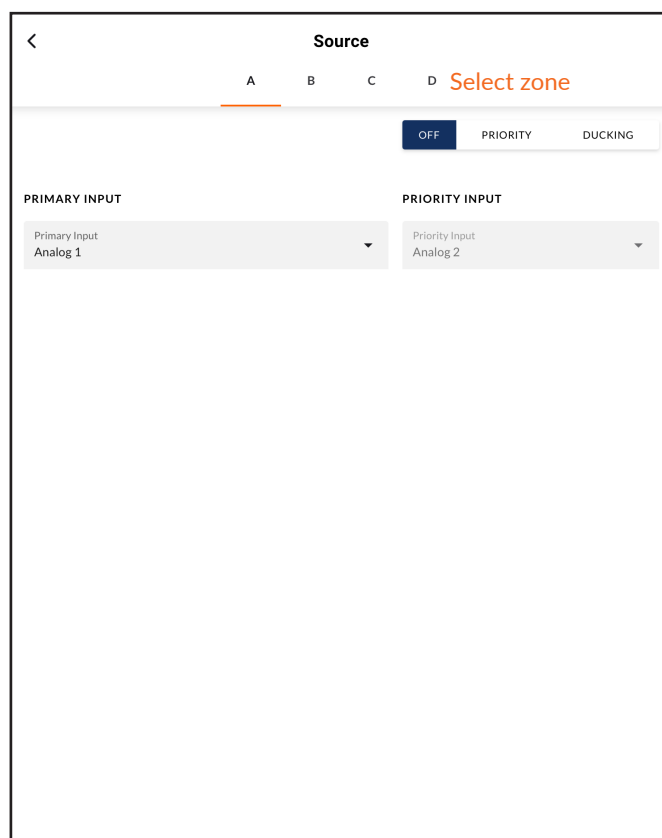 Source
A B C D Select zone
OFF PRIORITY DUCKING
PRIMARY INPUT PRIORITY INPUT
Primary Input Priority Input
Analog 1 Analog 2